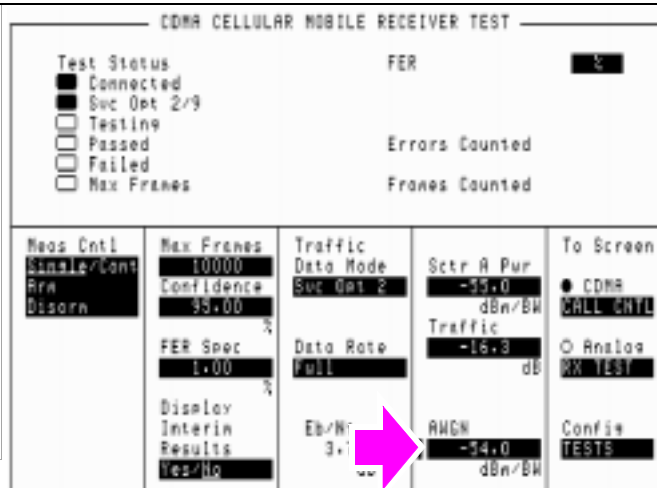 CDMA CELLULAR MOBILE RECEIVER TEST
Test Status
Connected
Svc Opt 2/9
Testing
Passed
Failed
Max Frames
FER
%
Errors Counted
Frames Counted
Meas Cntl
Single/Cont
Arm
Disarm
Max Frames
10000
Confidence
95.00
%
FER Spec
1.00
%
Display
Interim
Results
Yes/No
Traffic
Data Mode
Svc Opt 2
Data Rate
Full
Sctr A Pwr
-55.0
dBm/BW
Traffic
-16.3
dB
AWGN
-54.0
dBm/BW
To Screen
CDMA
CALL CNTL
Analog
RX TEST
Config
TESTS